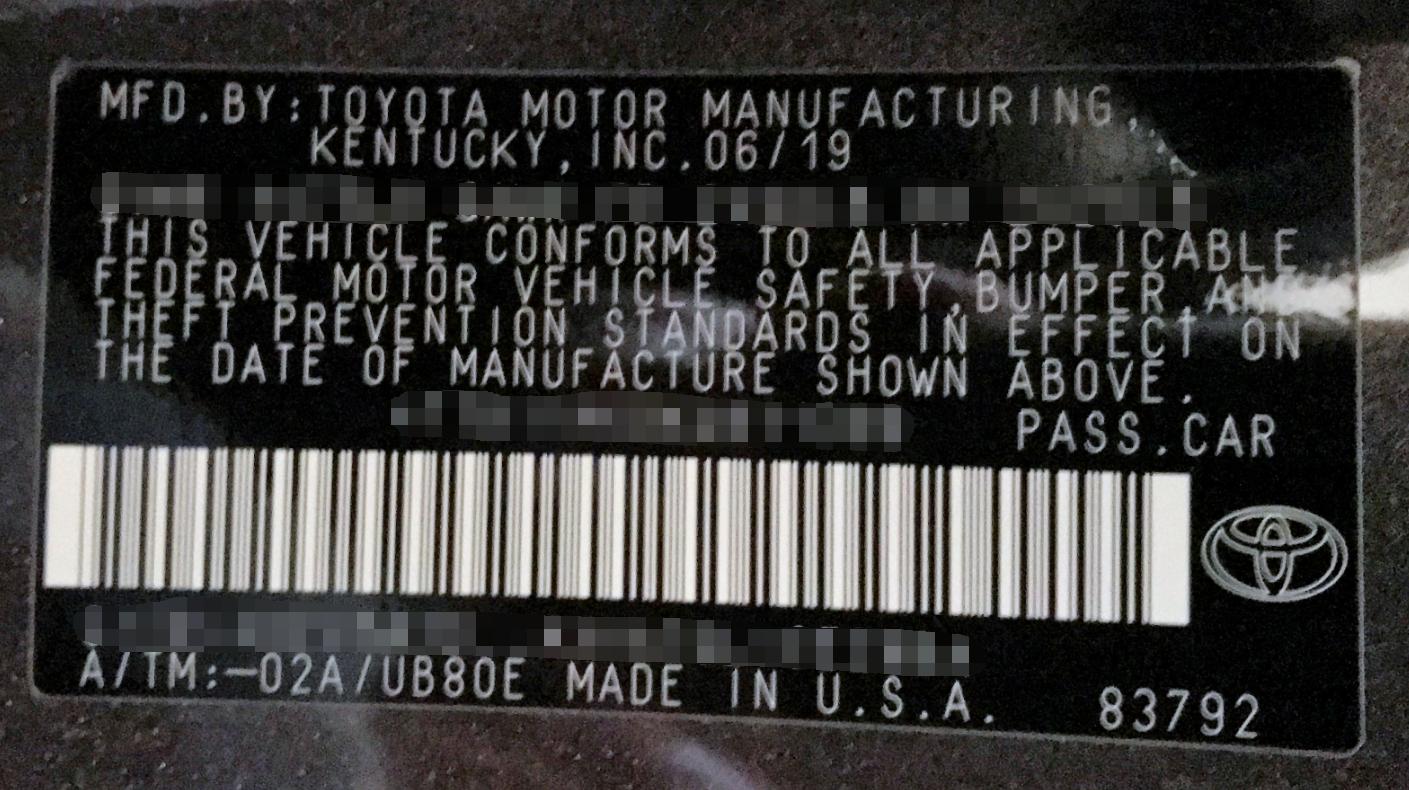 MFD.BY:TOYOTA MOTOR MANUFACTURING,
KENTUCKY,INC.06/19
THIS VEHICLE CONFORMS TO ALL APPLICABLE
FEDERAL MOTOR VEHICLE SAFETY,BUMPER,AND
THEFT PREVENTION STANDARDS IN EFFECT ON
THE DATE OF MANUFACTURE SHOWN ABOVE.
PASS.CAR
A/TM:-02A/UB80E MADE IN U.S.A. 83792